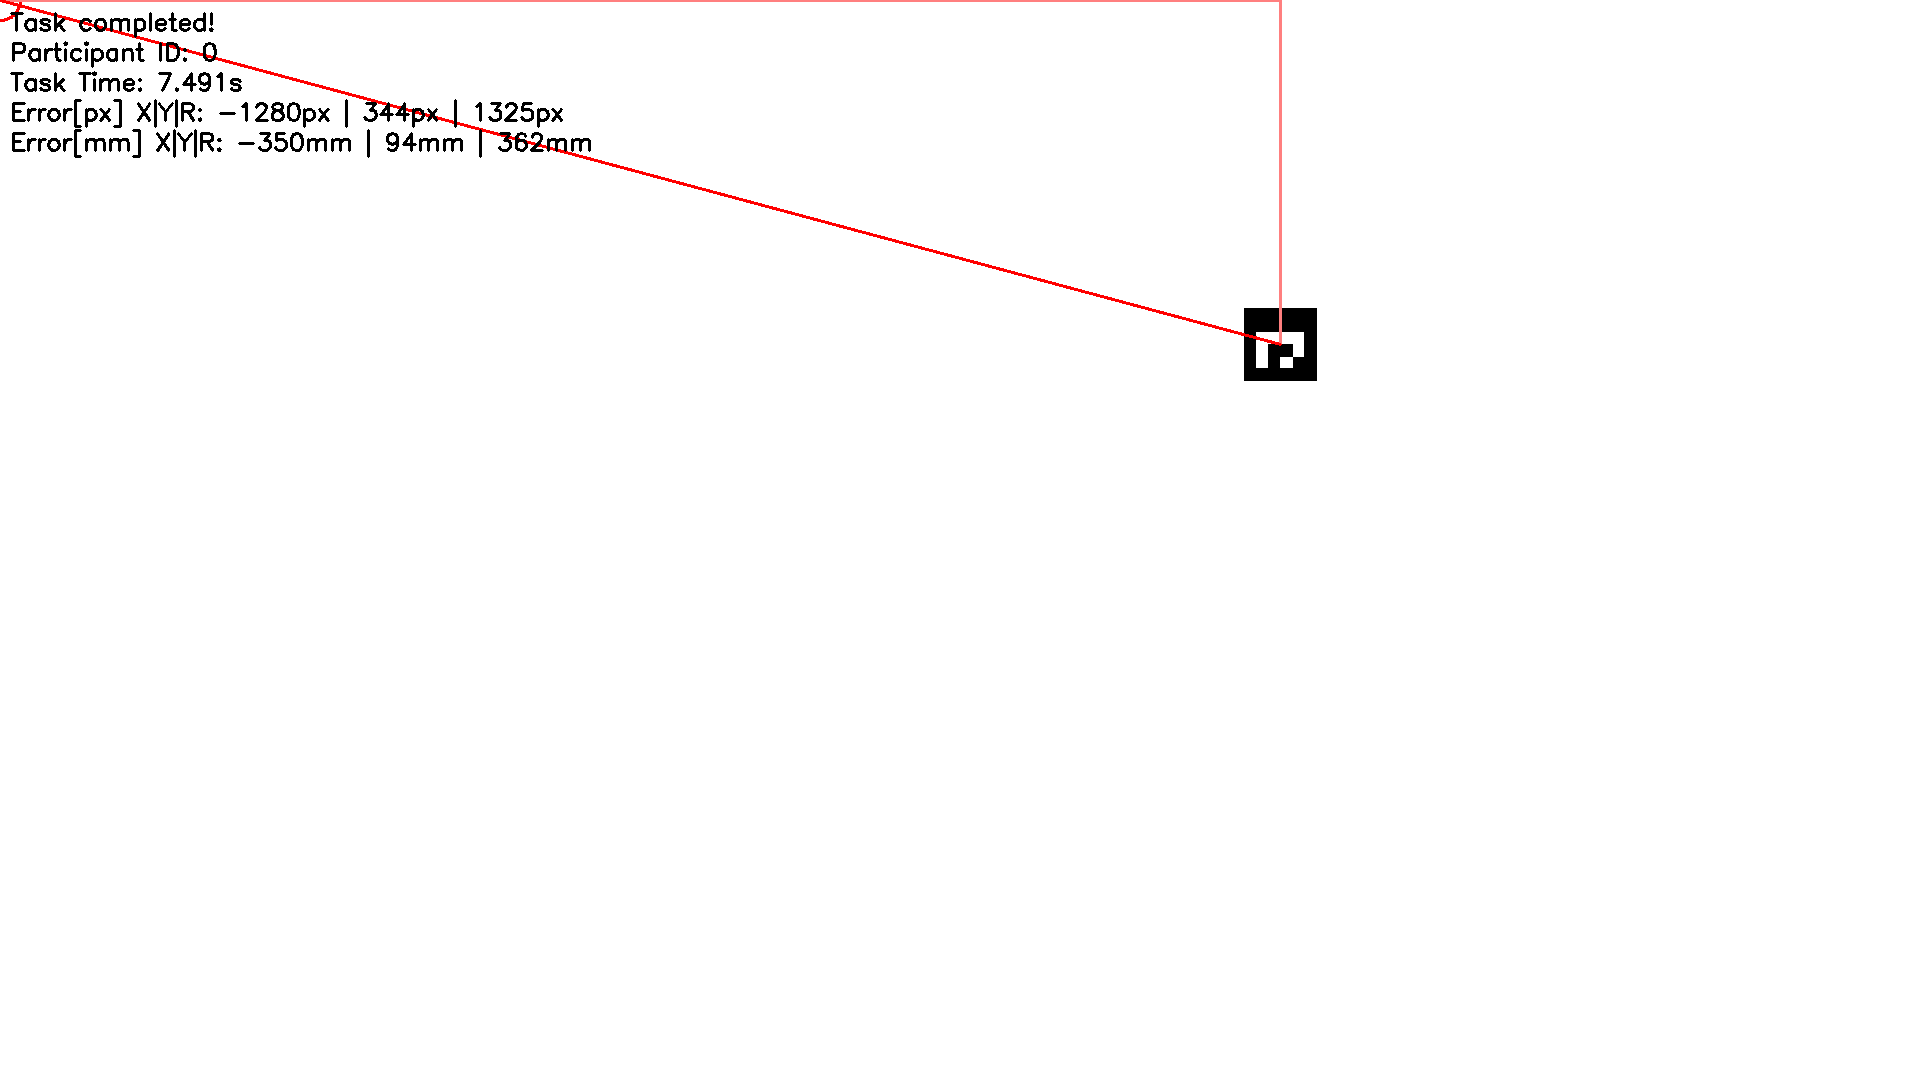 Task completed!
Participant ID: 0
Task Time: 7.491s
Error[px] X|Y|R: -1280px | 344px | 1325px
Error[mm] X|Y|R: -350mm | 94mm | 362mm